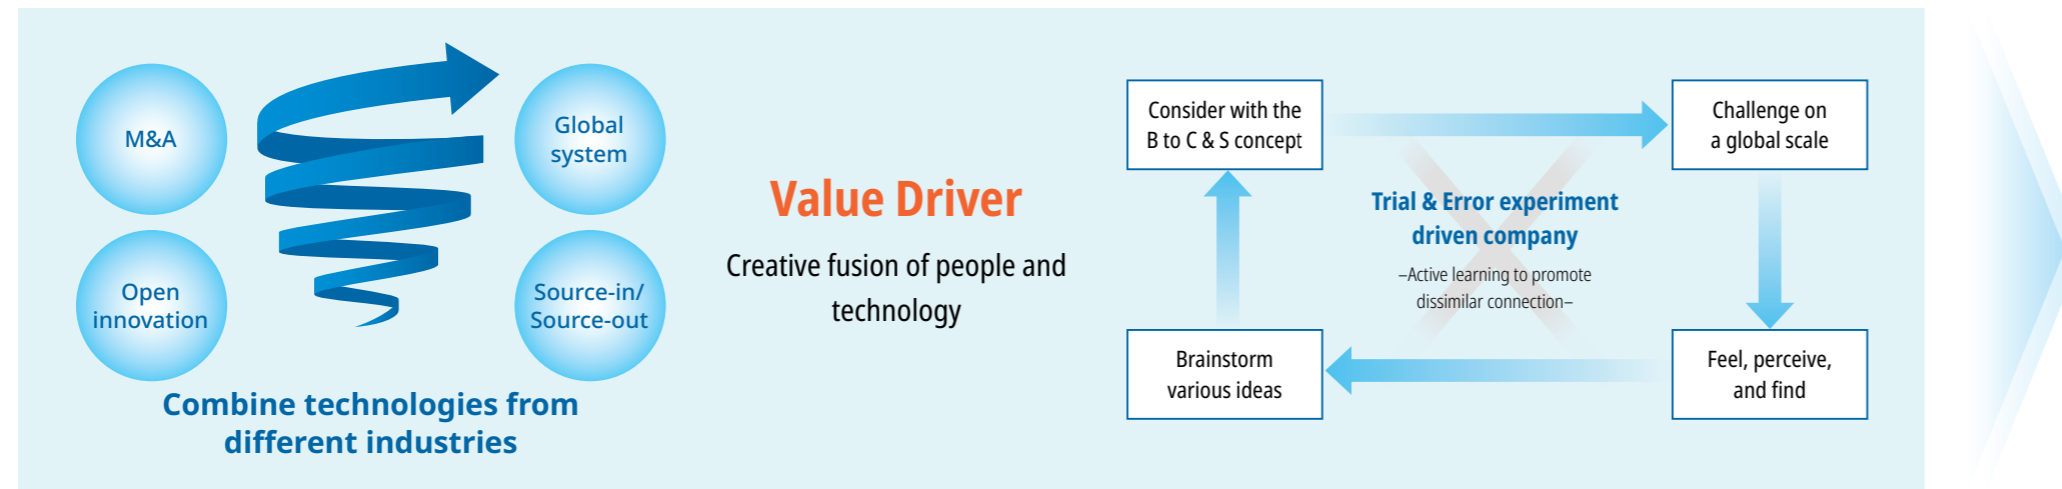 M&A
Global
system
Open
innovation
Source-in/
Source-out
Combine technologies from
different industries
Value Driver
Creative fusion of people and
technology
Consider with the
B to C & S concept
Challenge on
a global scale
Trial & Error experiment
driven company
–Active learning to promote
dissimilar connection–
Brainstorm
various ideas
Feel, perceive,
and find